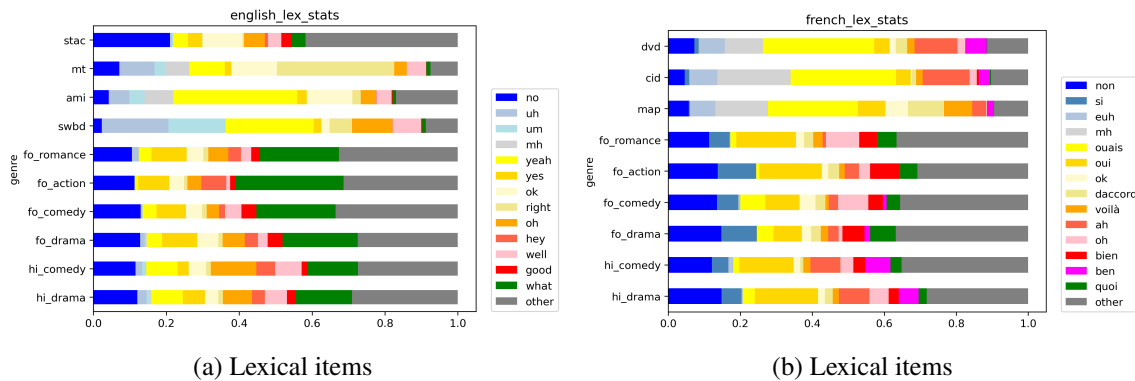 english_lex_stats
genre
stac
mt
ami
swbd
fo_romance
fo_action
fo_comedy
fo_drama
hi_comedy
hi_drama
0.0 0.2 0.4 0.6 0.8 1.0
no
uh
um
mh
yeah
yes
ok
right
oh
hey
well
good
what
other
(a) Lexical items
french_lex_stats
genre
dvd
cid
map
fo_romance
fo_action
fo_comedy
fo_drama
hi_comedy
hi_drama
0.0 0.2 0.4 0.6 0.8 1.0
non
si
euh
mh
ouais
oui
ok
daccord
voilà
ah
oh
bien
ben
quoi
other
(b) Lexical items